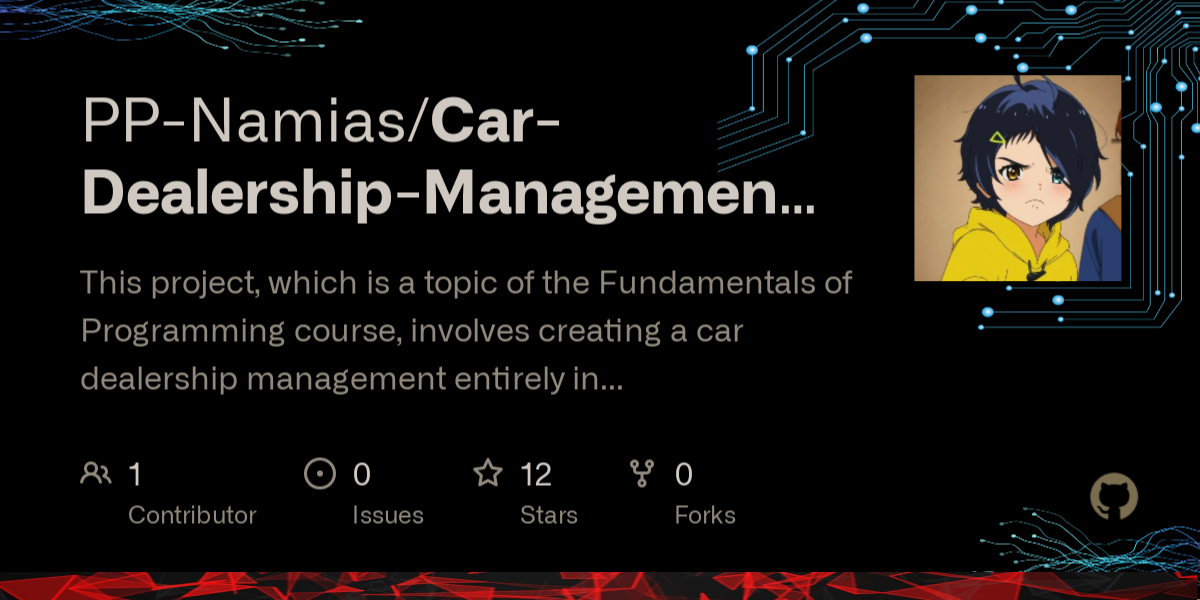 PP-Namias/Car-
Dealership-Managemen...
This project, which is a topic of the Fundamentals of
Programming course, involves creating a car
dealership management entirely in...
1 0 12 0
Contributor Issues Stars Forks